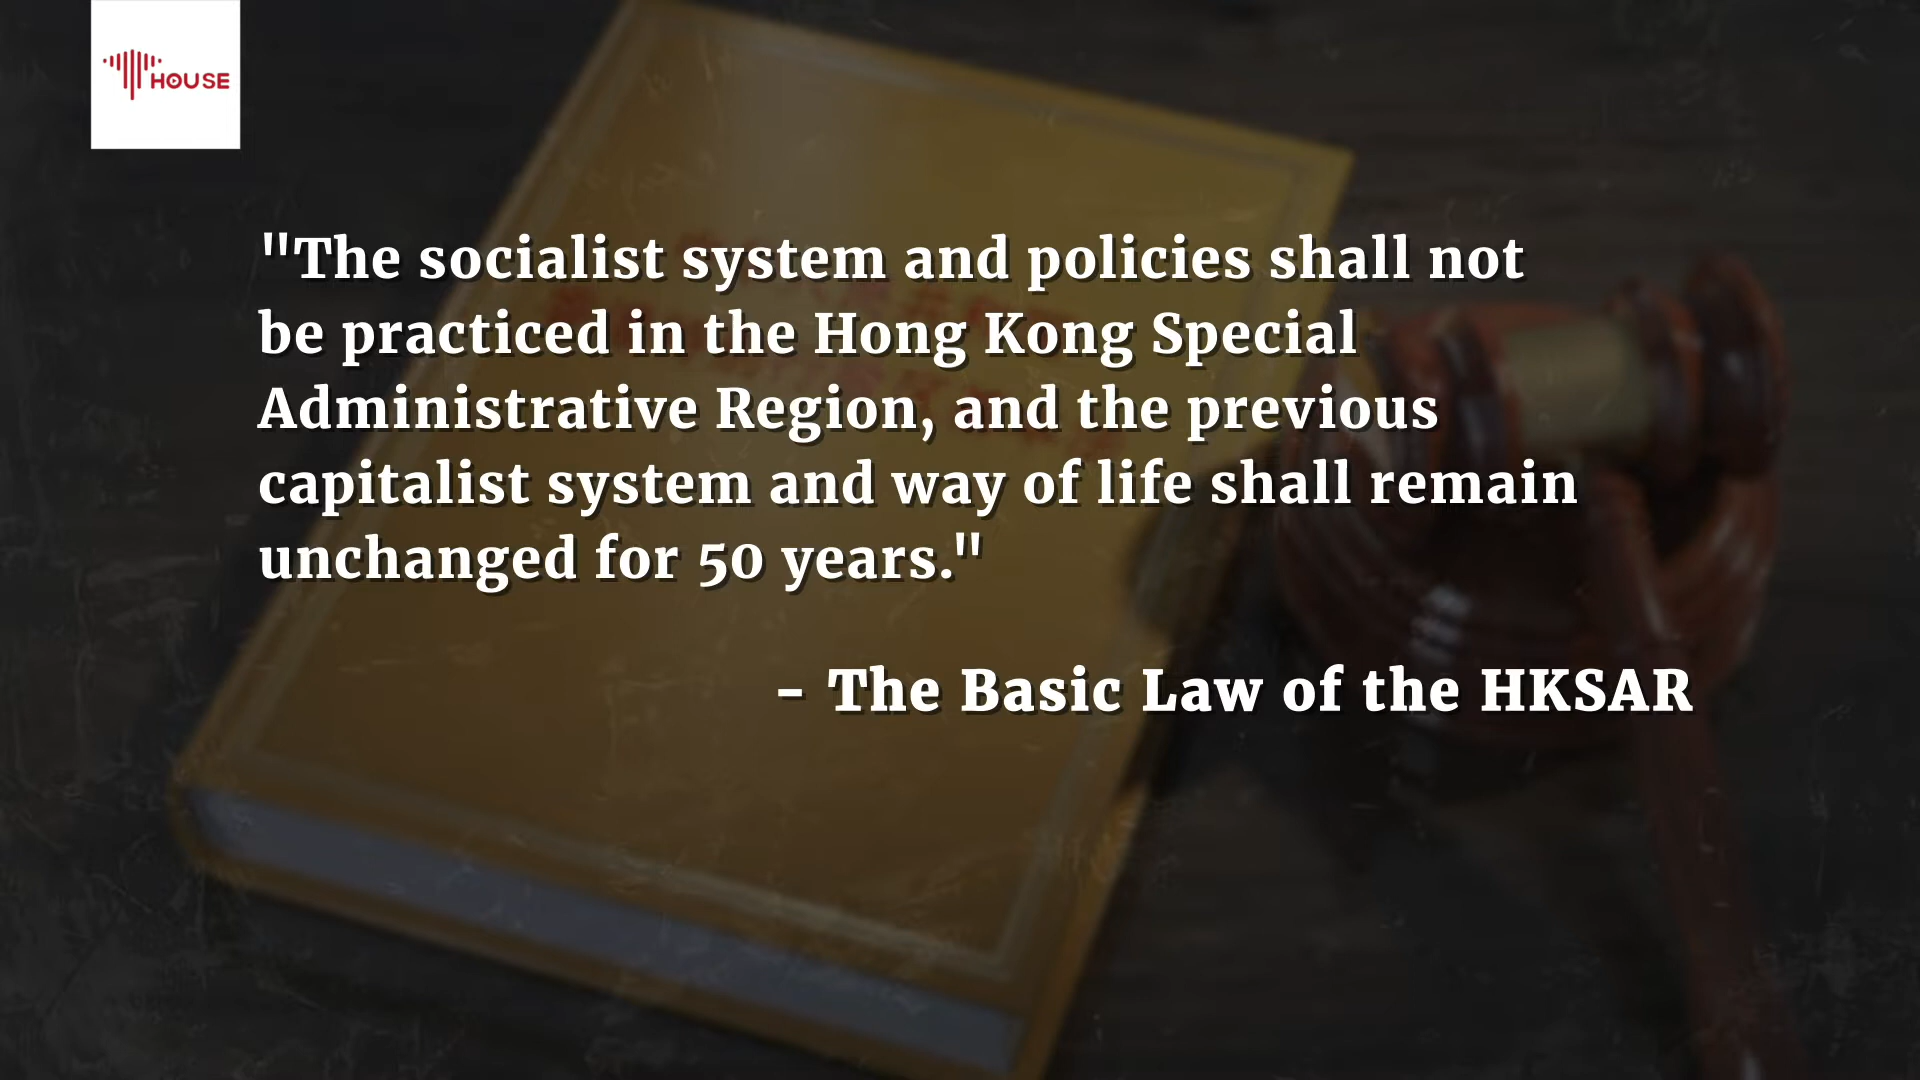 HOUSE
"The socialist system and policies shall not
be practiced in the Hong Kong Special
Administrative Region, and the previous
capitalist system and way of life shall remain
unchanged for 50 years."
- The Basic Law of the HKSAR